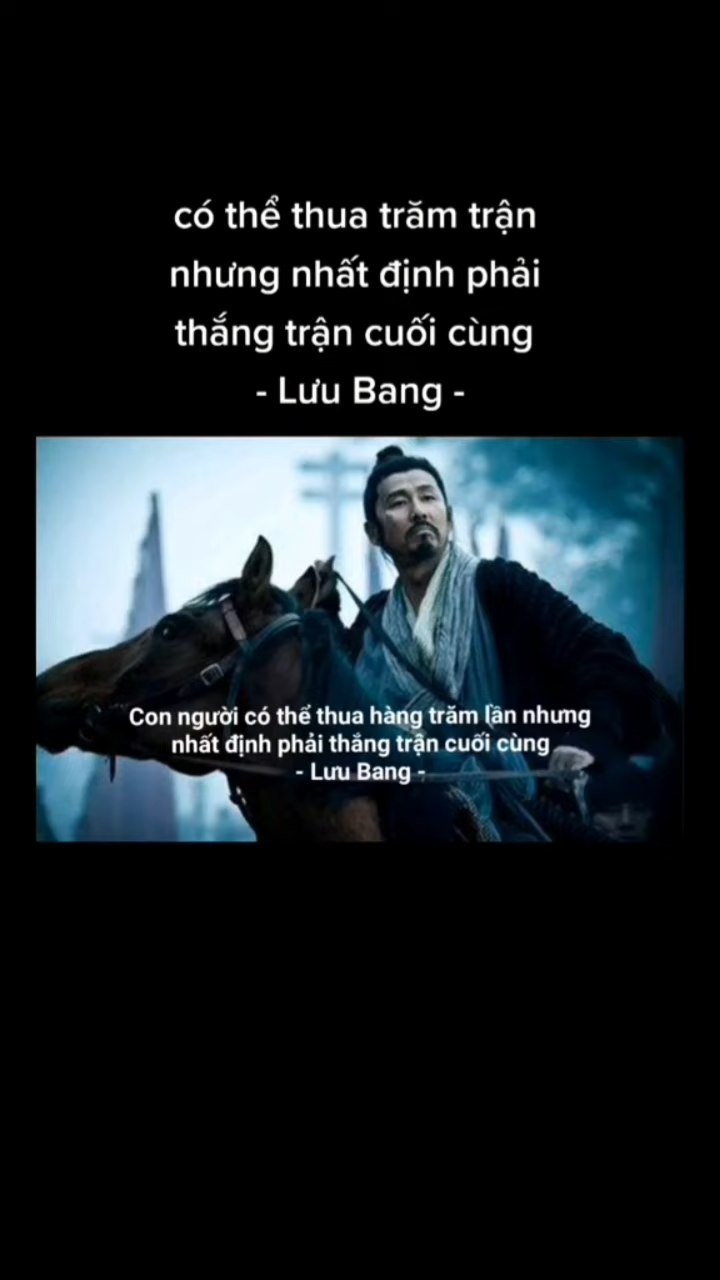 có thể thua trăm trận
nhưng nhất định phải
thắng trận cuối cùng
- Lưu Bang -
Con người có thể thua hàng trăm lần nhưng
nhất định phải thắng trận cuối cùng
- Lưu Bang -